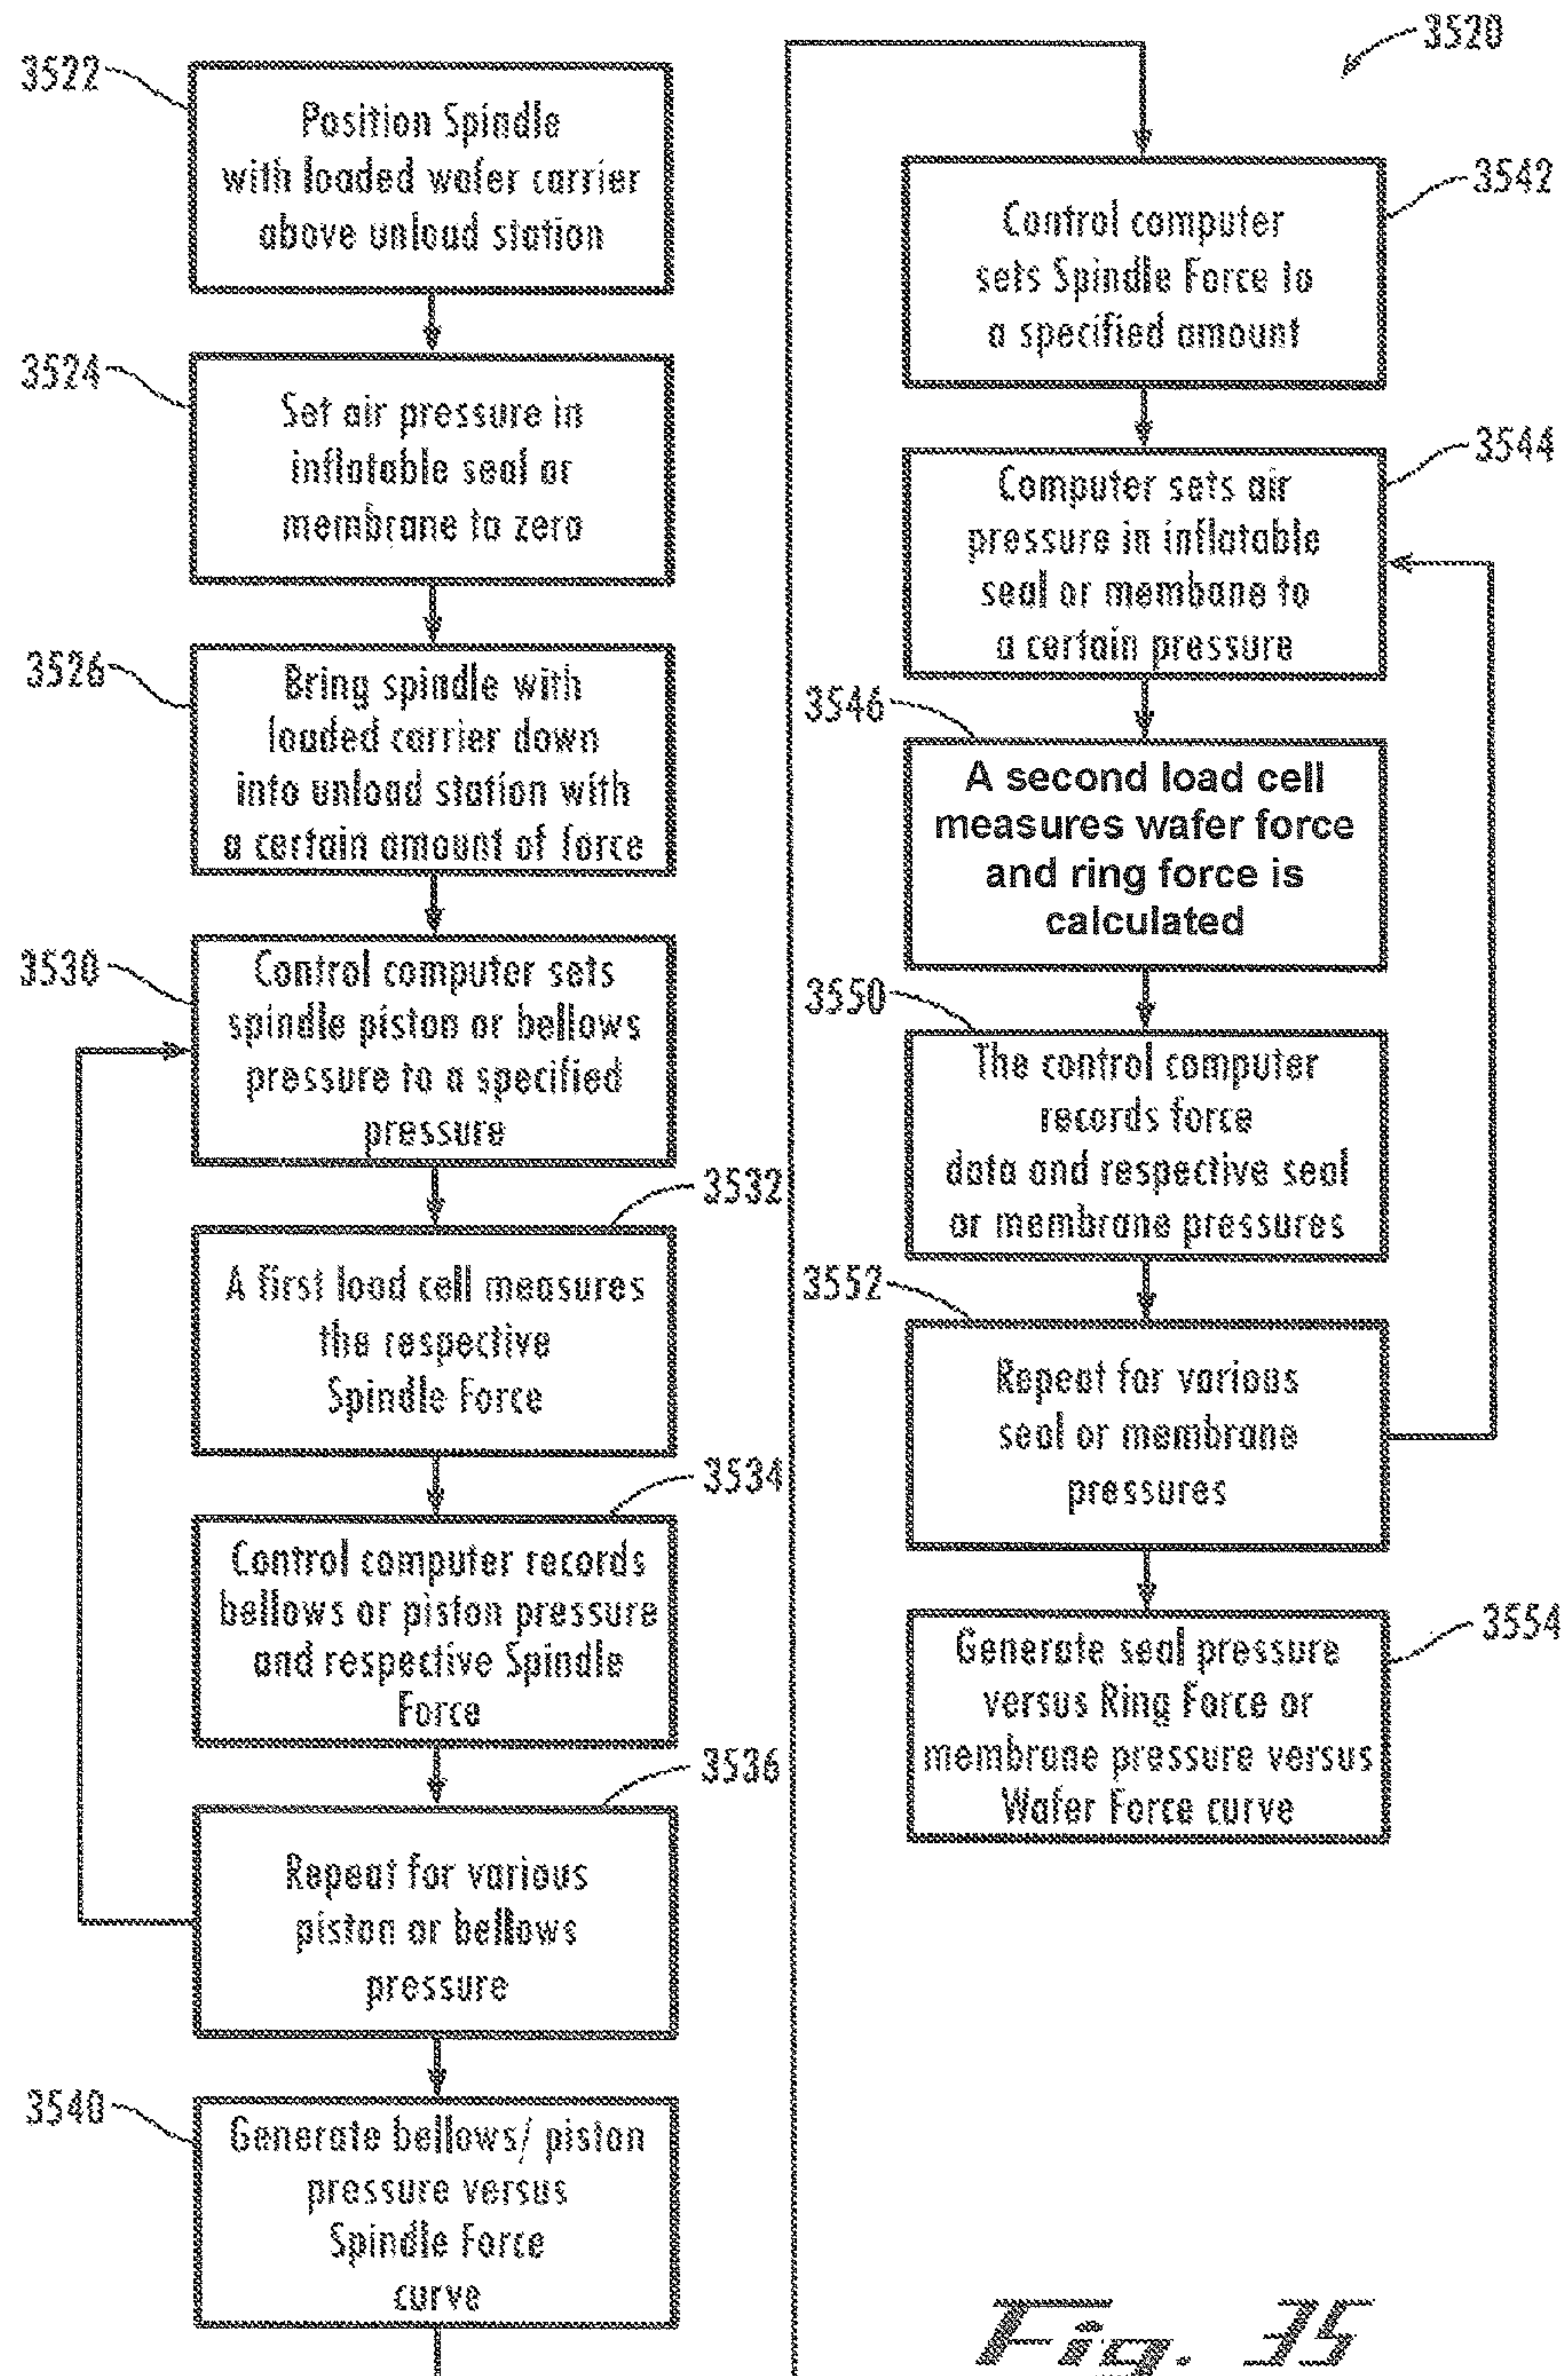 3522
Position Spindle
with loaded wafer carrier
above unload station
3524
Set air pressure in
inflatable seal or
membrane to zero
3526
Bring spindle with
loaded carrier down
into unload station with
a certain amount of force
3530
Control computer sets
spindle piston or bellows
pressure to a specified
pressure
3532
A first load cell measures
the respective
Spindle Force
3534
Control computer records
bellows or piston pressure
and respective Spindle
Force
3536
Repeat for various
piston or bellows
pressure
3540
Generate bellows/ piston
pressure versus
Spindle Force
curve
3520
3542
Control computer
sets Spindle Force to
a specified amount
3544
Computer sets air
pressure in inflatable
seal or membane to
a certain pressure
3546
A second load cell
measures wafer force
and ring force is
calculated
3550
The control computer
records force
data and respective seal
or membrane pressures
3552
Repeat for various
seal or membrane
pressures
3554
Generate seal pressure
versus Ring Force or
membrane pressure versus
Wafer Force curve
Fig. 35